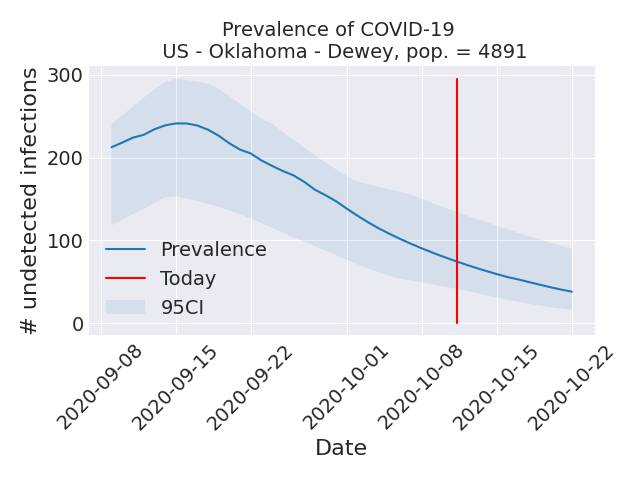 Prevalence of COVID-19
US - Oklahoma - Dewey, pop. = 4891
# undetected infections
300
200
100
0
Prevalence
Today
95CI
2020-09-08
2020-09-15
2020-09-22
2020-10-01
2020-10-08
2020-10-15
2020-10-22
Date